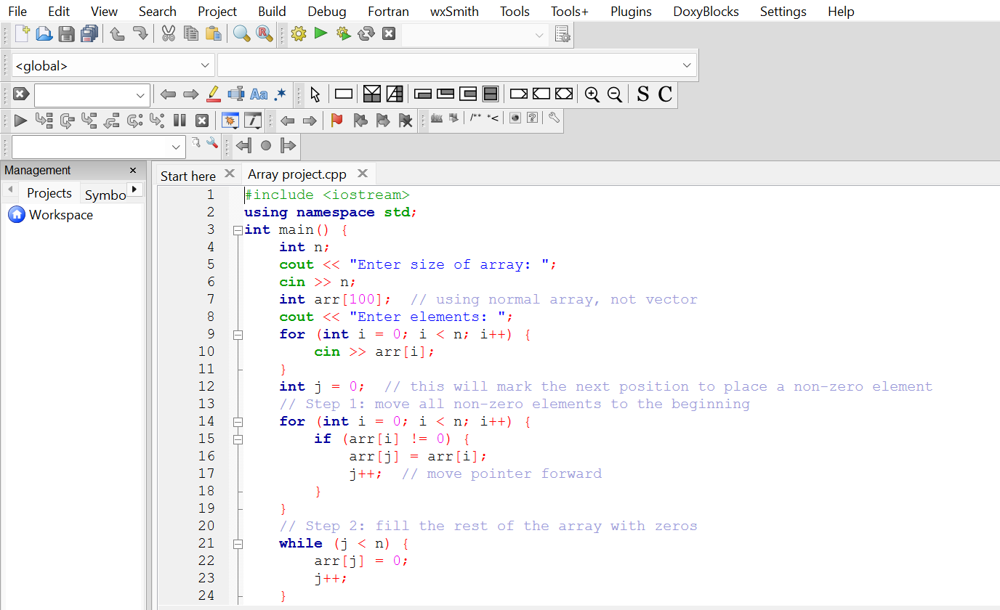 File Edit View Search Project Build Debug Fortran wxSmith Tools Tools+ Plugins DoxyBlocks Settings Help
<global>
Aa .* S C
/** *<
Management ×
Projects Symbo
Workspace
Start here Array project.cpp
1 #include <iostream>
2 using namespace std;
3 int main() {
4 int n;
5 cout << "Enter size of array: ";
6 cin >> n;
7 int arr[100]; // using normal array, not vector
8 cout << "Enter elements: ";
9 for (int i = 0; i < n; i++) {
10 cin >> arr[i];
11 }
12 int j = 0; // this will mark the next position to place a non-zero element
13 // Step 1: move all non-zero elements to the beginning
14 for (int i = 0; i < n; i++) {
15 if (arr[i] != 0) {
16 arr[j] = arr[i];
17 j++; // move pointer forward
18 }
19 }
20 // Step 2: fill the rest of the array with zeros
21 while (j < n) {
22 arr[j] = 0;
23 j++;
24 }